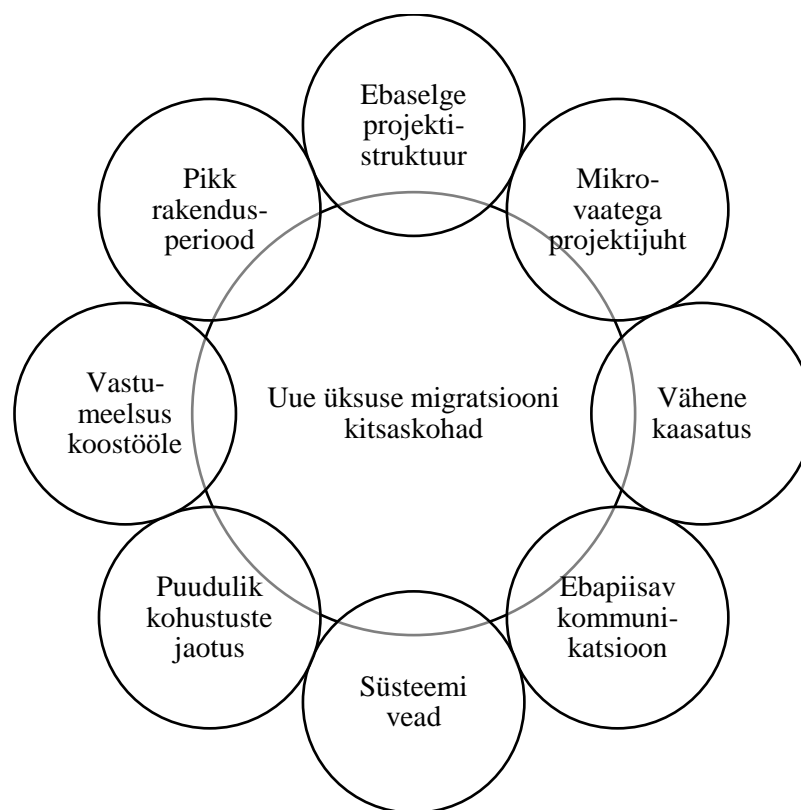 Ebaselge
projekti-
struktuur
Mikro-
vaatega
projektijuht
Vähene
kaasatus
Ebapiisav
kommuni-
katsioon
Süsteemi
vead
Puudulik
kohustuste
jaotus
Vastu-
meelsus
koostööle
Pikk
rakendus-
periood
Uue üksuse migratsiooni
kitsaskohad